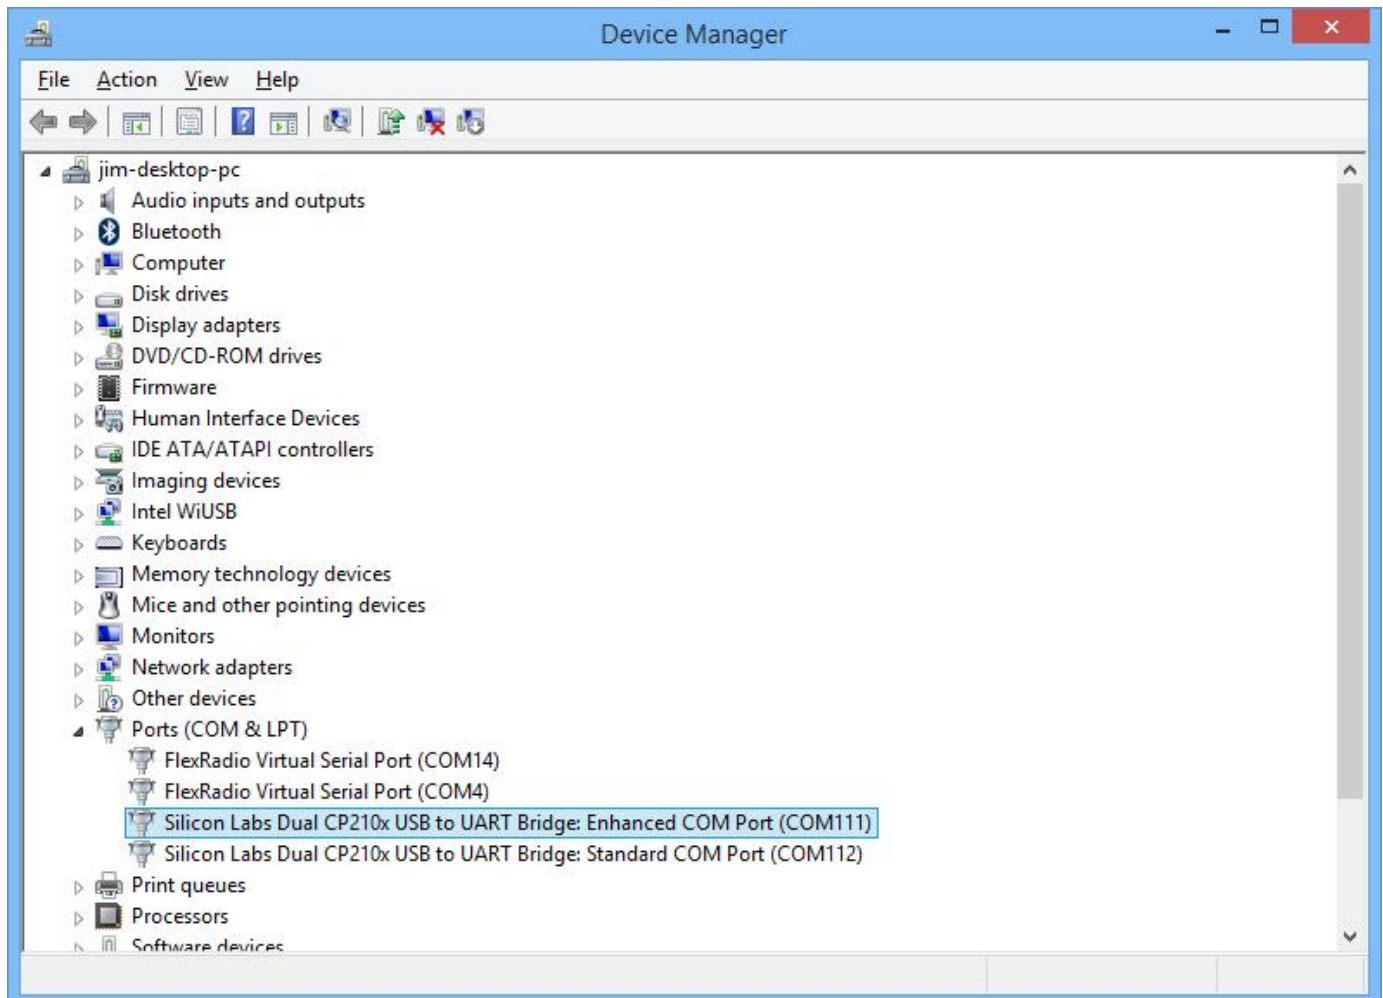 Device Manager
File Action View Help
jim-desktop-pc
Audio inputs and outputs
Bluetooth
Computer
Disk drives
Display adapters
DVD/CD-ROM drives
Firmware
Human Interface Devices
IDE ATA/ATAPI controllers
Imaging devices
Intel WiUSB
Keyboards
Memory technology devices
Mice and other pointing devices
Monitors
Network adapters
Other devices
Ports (COM & LPT)
FlexRadio Virtual Serial Port (COM14)
FlexRadio Virtual Serial Port (COM4)
Silicon Labs Dual CP210x USB to UART Bridge: Enhanced COM Port (COM111)
Silicon Labs Dual CP210x USB to UART Bridge: Standard COM Port (COM112)
Print queues
Processors
Software devices